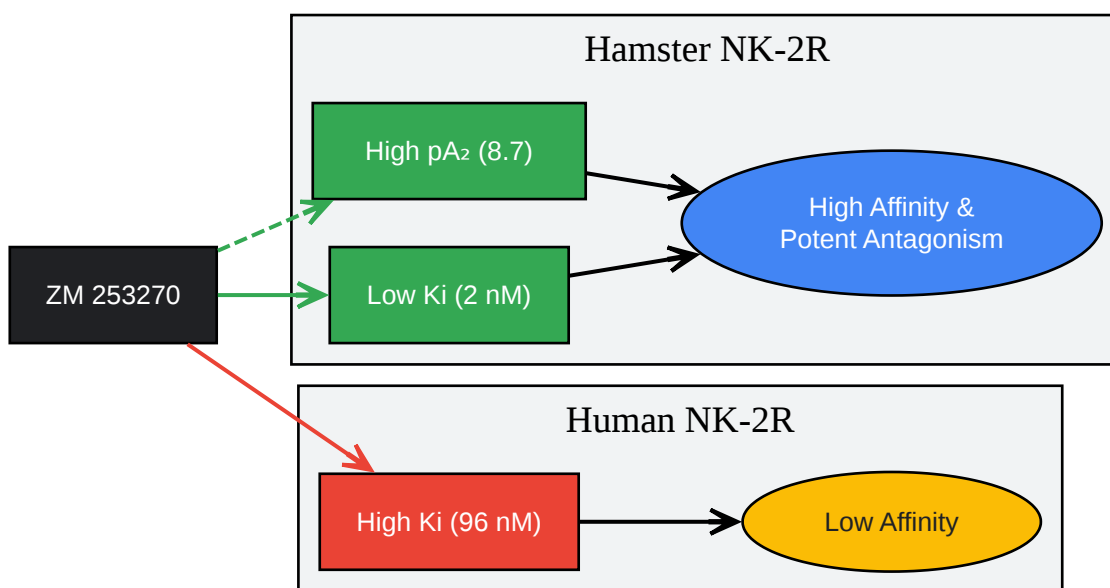 Hamster NK-2R
High pA₂ (8.7)
High Affinity &
Potent Antagonism
ZM 253270
Low Ki (2 nM)
Human NK-2R
High Ki (96 nM)
Low Affinity